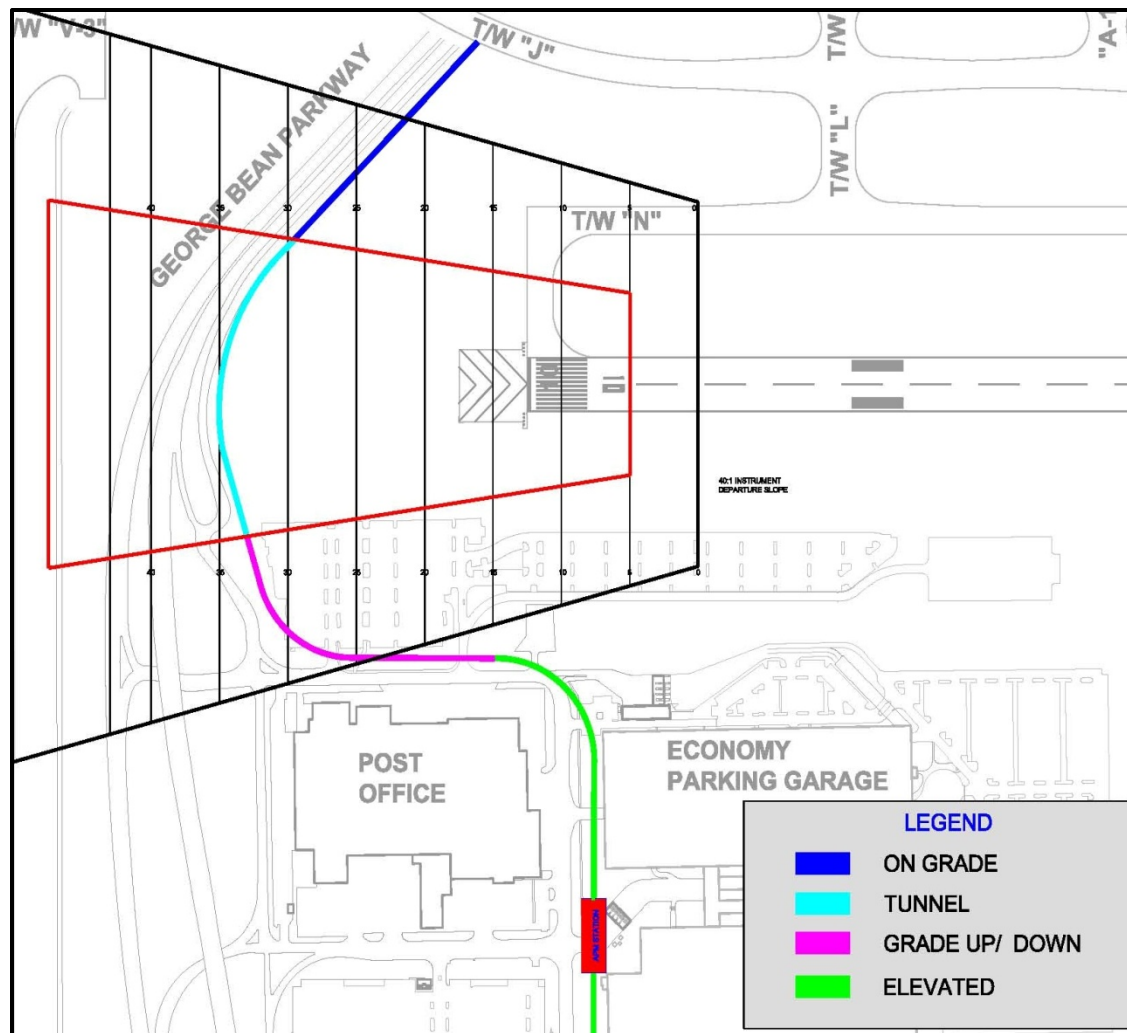 T/W "V-3"
T/W "J"
T/W
"A-1
GEORGE BEAN PARKWAY
T/W "L"
40 35 30 25 20 15 10 5 0
T/W "N"
10
40:1 INSTRUMENT
DEPARTURE SLOPE
40 35 30 25 20 15 10 5 0
POST
OFFICE
ECONOMY
PARKING GARAGE
LEGEND
ON GRADE
TUNNEL
GRADE UP/ DOWN
ELEVATED
APM STATION